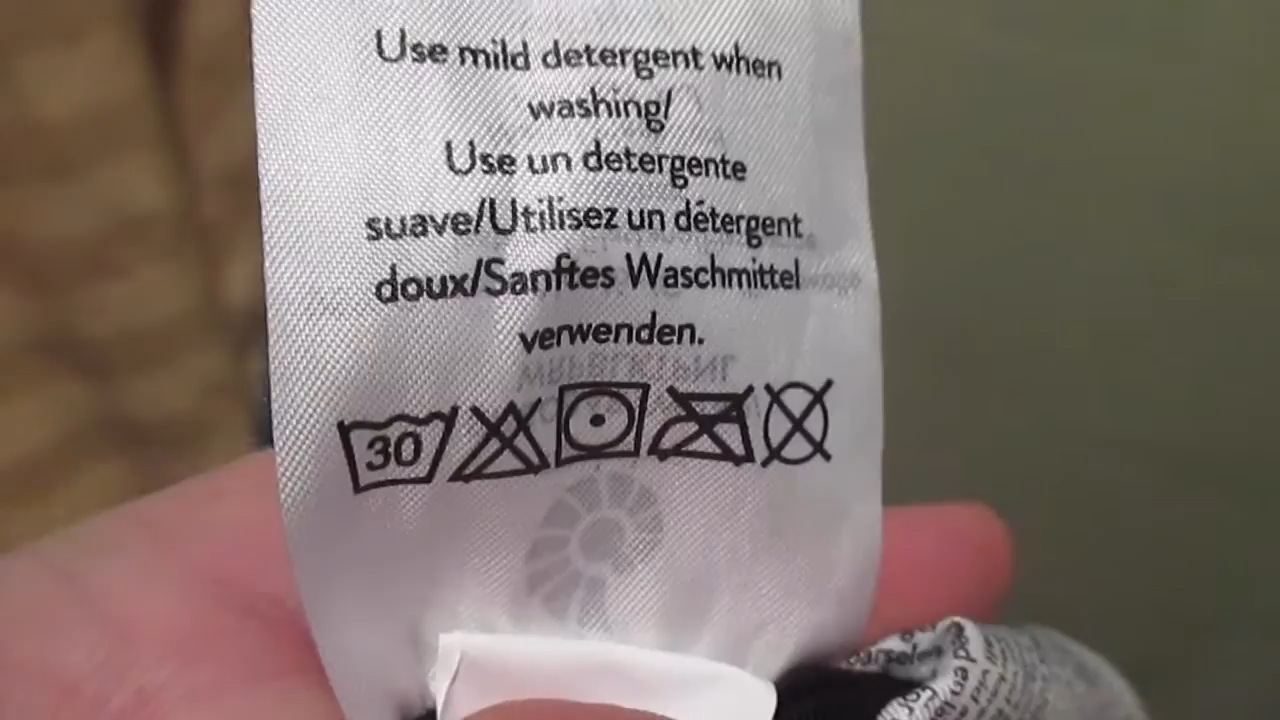 Use mild detergent when
washing/
Use un detergente
suave/Utilisez un détergent
doux/Sanftes Waschmittel
verwenden.
30